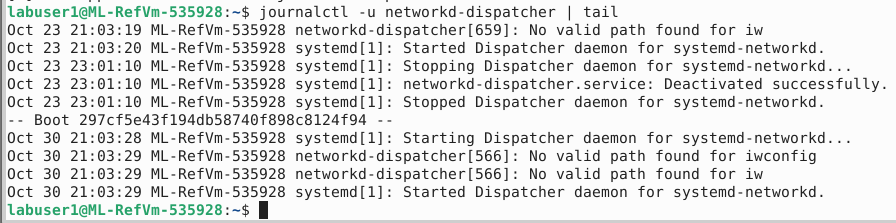 labuser1@ML-RefVm-535928:~$ journalctl -u networkd-dispatcher | tail
Oct 23 21:03:19 ML-RefVm-535928 networkd-dispatcher[659]: No valid path found for iw
Oct 23 21:03:20 ML-RefVm-535928 systemd[1]: Started Dispatcher daemon for systemd-networkd.
Oct 23 23:01:10 ML-RefVm-535928 systemd[1]: Stopping Dispatcher daemon for systemd-networkd...
Oct 23 23:01:10 ML-RefVm-535928 systemd[1]: networkd-dispatcher.service: Deactivated successfully.
Oct 23 23:01:10 ML-RefVm-535928 systemd[1]: Stopped Dispatcher daemon for systemd-networkd.
-- Boot 297cf5e43f194db58740f898c8124f94 --
Oct 30 21:03:28 ML-RefVm-535928 systemd[1]: Starting Dispatcher daemon for systemd-networkd...
Oct 30 21:03:29 ML-RefVm-535928 networkd-dispatcher[566]: No valid path found for iwconfig
Oct 30 21:03:29 ML-RefVm-535928 networkd-dispatcher[566]: No valid path found for iw
Oct 30 21:03:29 ML-RefVm-535928 systemd[1]: Started Dispatcher daemon for systemd-networkd.
labuser1@ML-RefVm-535928:~$